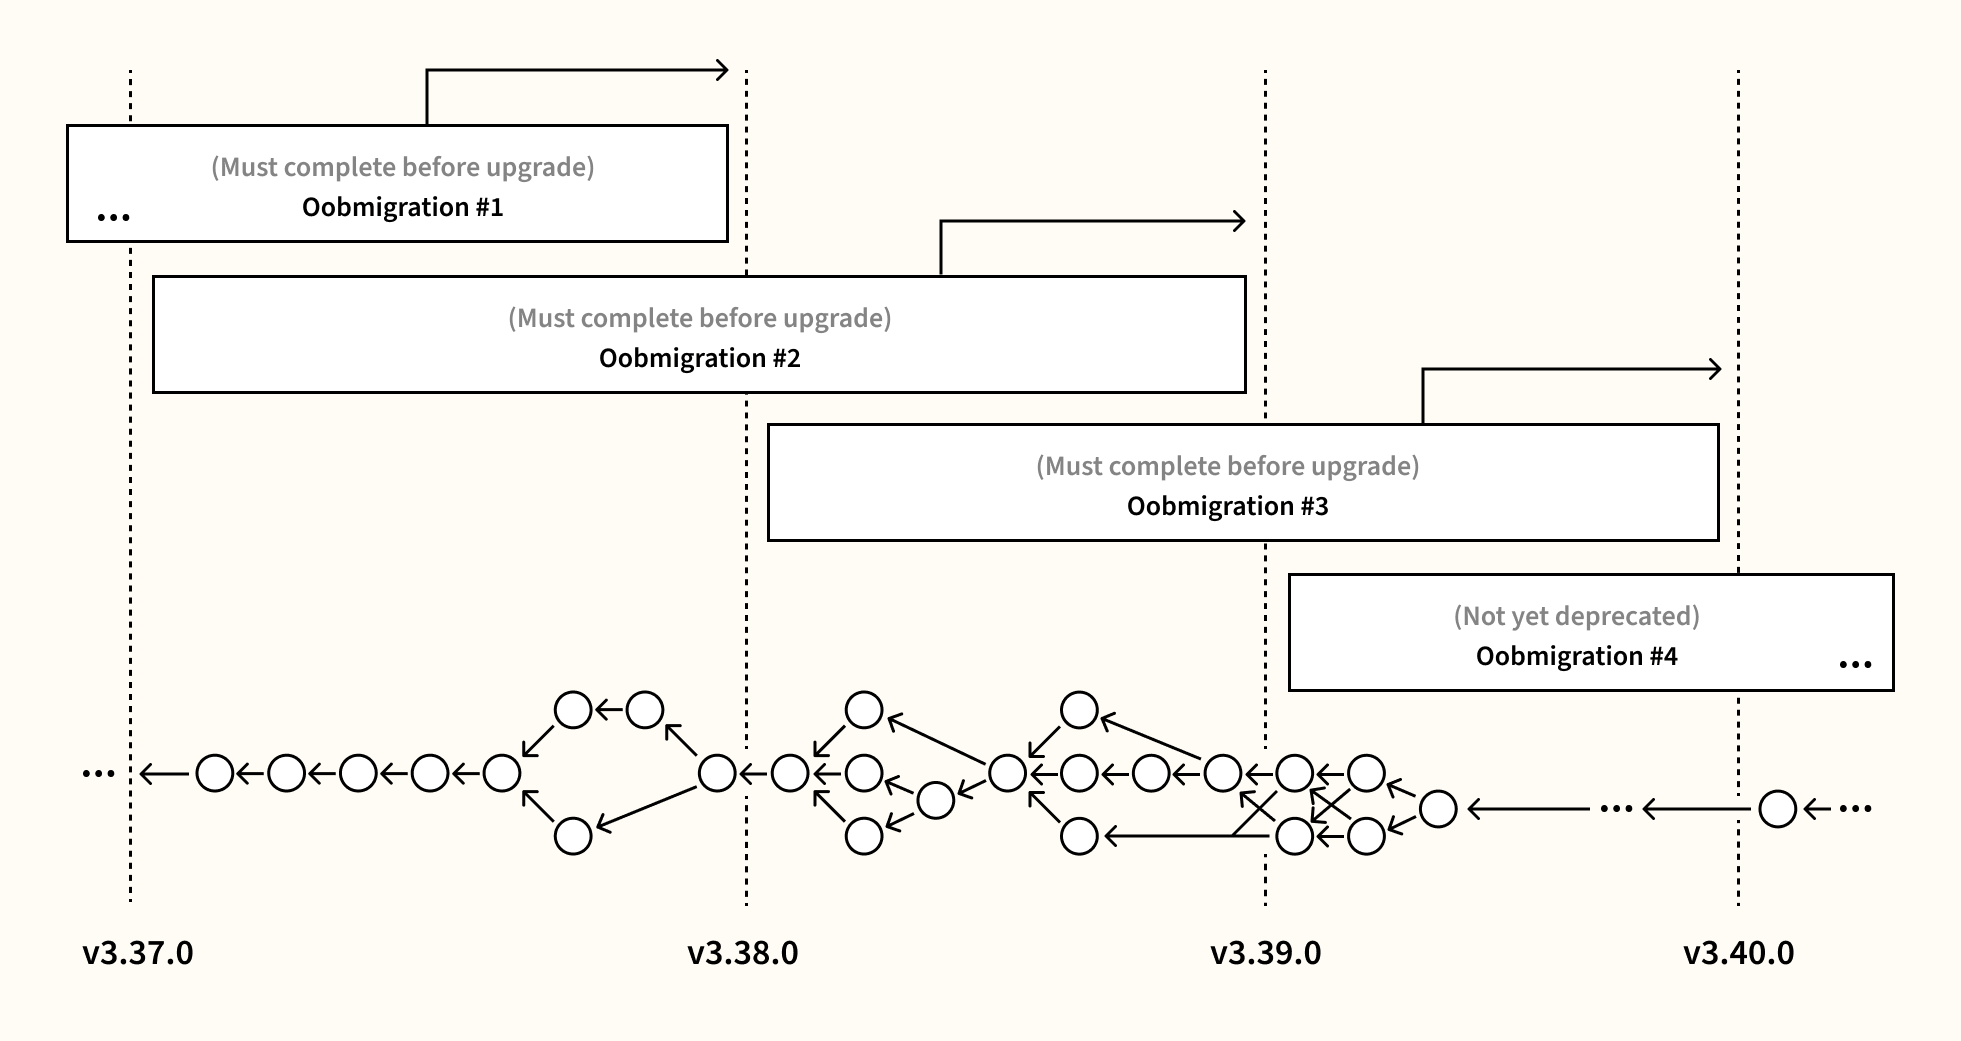 (Must complete before upgrade)
Oobmigration #1
...
(Must complete before upgrade)
Oobmigration #2
(Must complete before upgrade)
Oobmigration #3
(Not yet deprecated)
Oobmigration #4
...
...
...
...
v3.37.0
v3.38.0
v3.39.0
v3.40.0